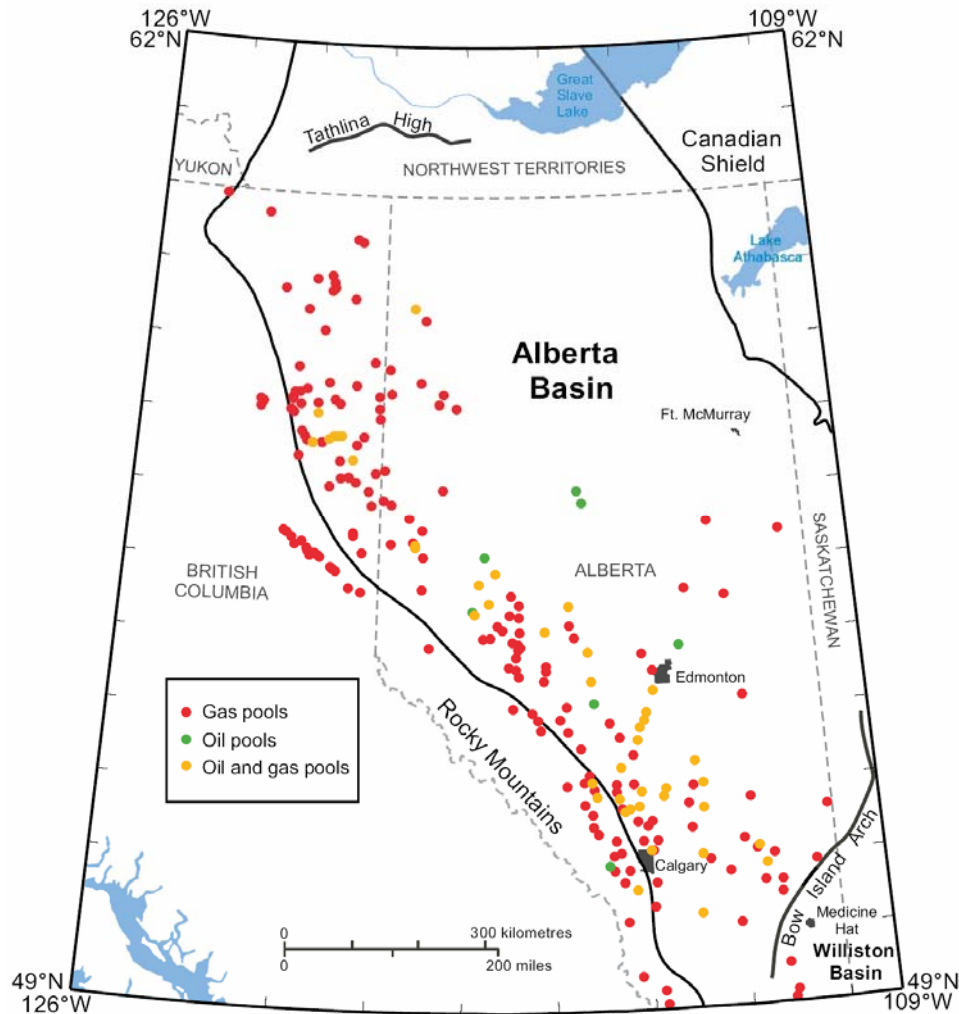 126°W
62°N
109°W
62°N
Great
Slave
Lake
Tathlina High
Canadian
Shield
YUKON
NORTHWEST TERRITORIES
Lake
Athabasca
Alberta
Basin
Ft. McMurray
SASKATCHEWAN
BRITISH
COLUMBIA
ALBERTA
Edmonton
Gas pools
Oil pools
Oil and gas pools
Rocky Mountains
Calgary
Bow Island Arch
Medicine
Hat
Williston
Basin
0 300 kilometres
0 200 miles
49°N
126°W
49°N
109°W